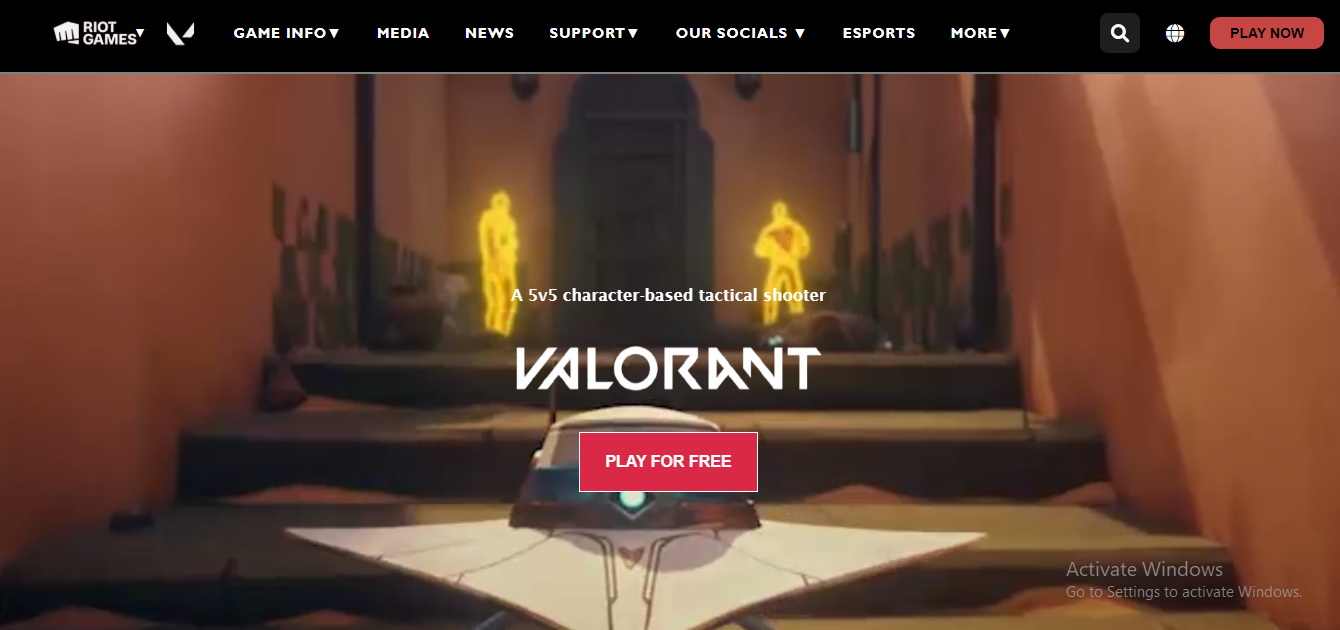 RIOT GAMES▼
GAME INFO▼ MEDIA NEWS SUPPORT▼ OUR SOCIALS ▼ ESPORTS MORE▼ PLAY NOW
A 5v5 character-based tactical shooter
VALORANT
PLAY FOR FREE
Activate Windows
Go to Settings to activate Windows.